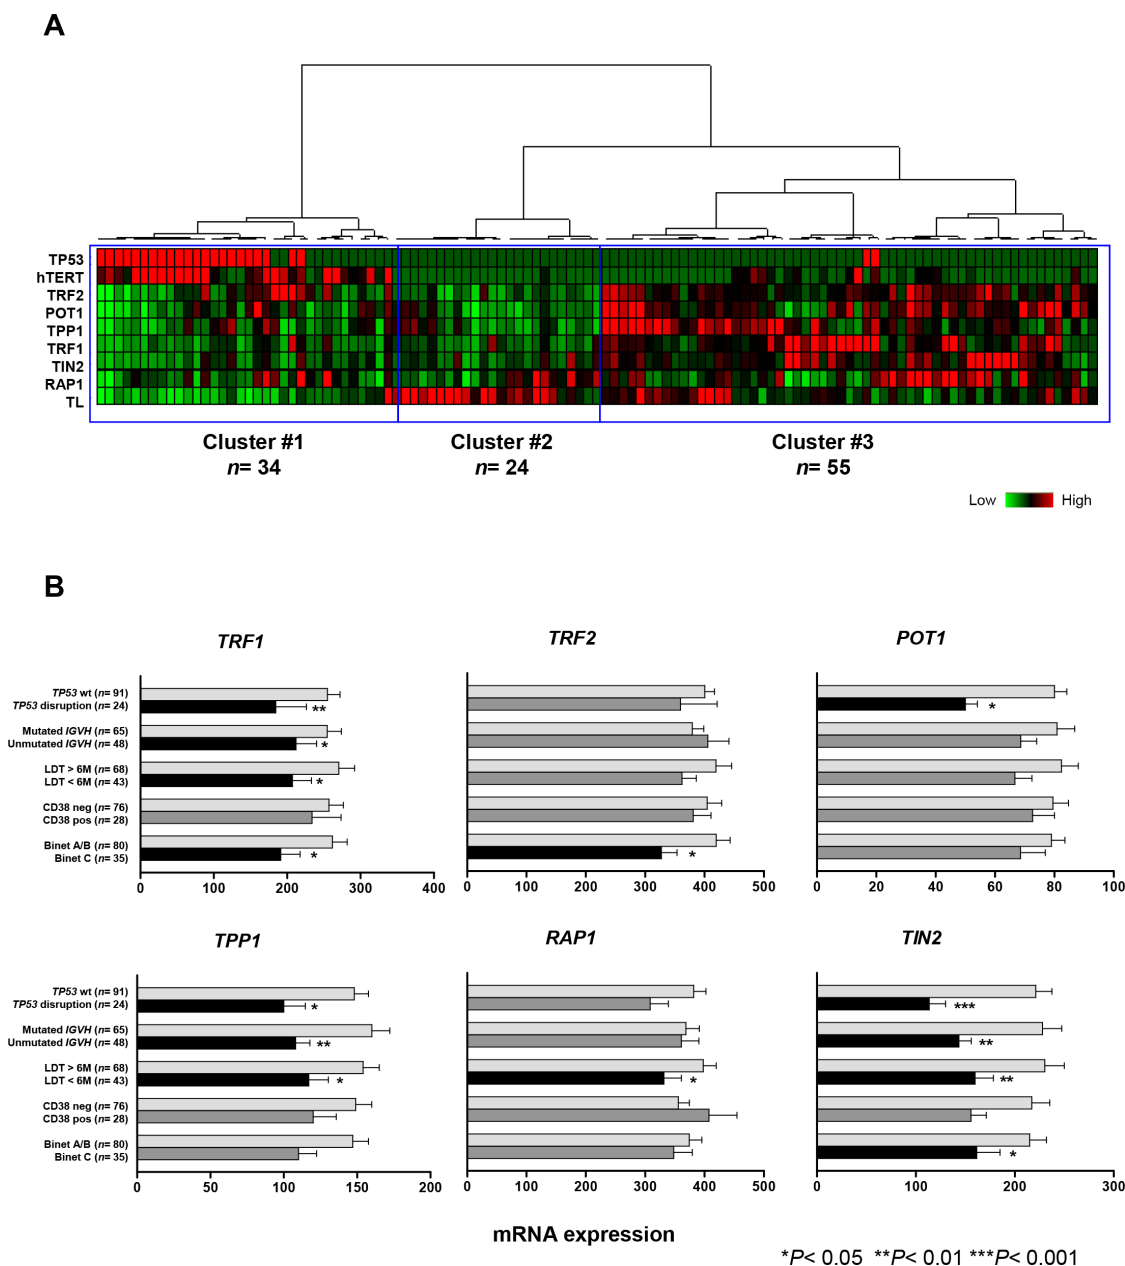 A
TP53
hTERT
TRF2
POT1
TPP1
TRF1
TIN2
RAP1
TL
Cluster #1
n= 34
Cluster #2
n= 24
Cluster #3
n= 55
Low High
B
TRF1
TP53 wt (n= 91)
TP53 disruption (n= 24)
**
Mutated IGVH (n= 65)
Unmutated IGVH (n= 48)
*
LDT > 6M (n= 68)
LDT < 6M (n= 43)
*
CD38 neg (n= 76)
CD38 pos (n= 28)
Binet A/B (n= 80)
Binet C (n= 35)
*
0 100 200 300 400
TRF2
*
0 100 200 300 400 500
POT1
*
0 20 40 60 80 100
TPP1
TP53 wt (n= 91)
TP53 disruption (n= 24)
*
Mutated IGVH (n= 65)
Unmutated IGVH (n= 48)
**
LDT > 6M (n= 68)
LDT < 6M (n= 43)
*
CD38 neg (n= 76)
CD38 pos (n= 28)
Binet A/B (n= 80)
Binet C (n= 35)
0 50 100 150 200
RAP1
*
0 100 200 300 400 500
TIN2
***
**
**
*
0 100 200 300
mRNA expression
*P< 0.05 **P< 0.01 ***P< 0.001